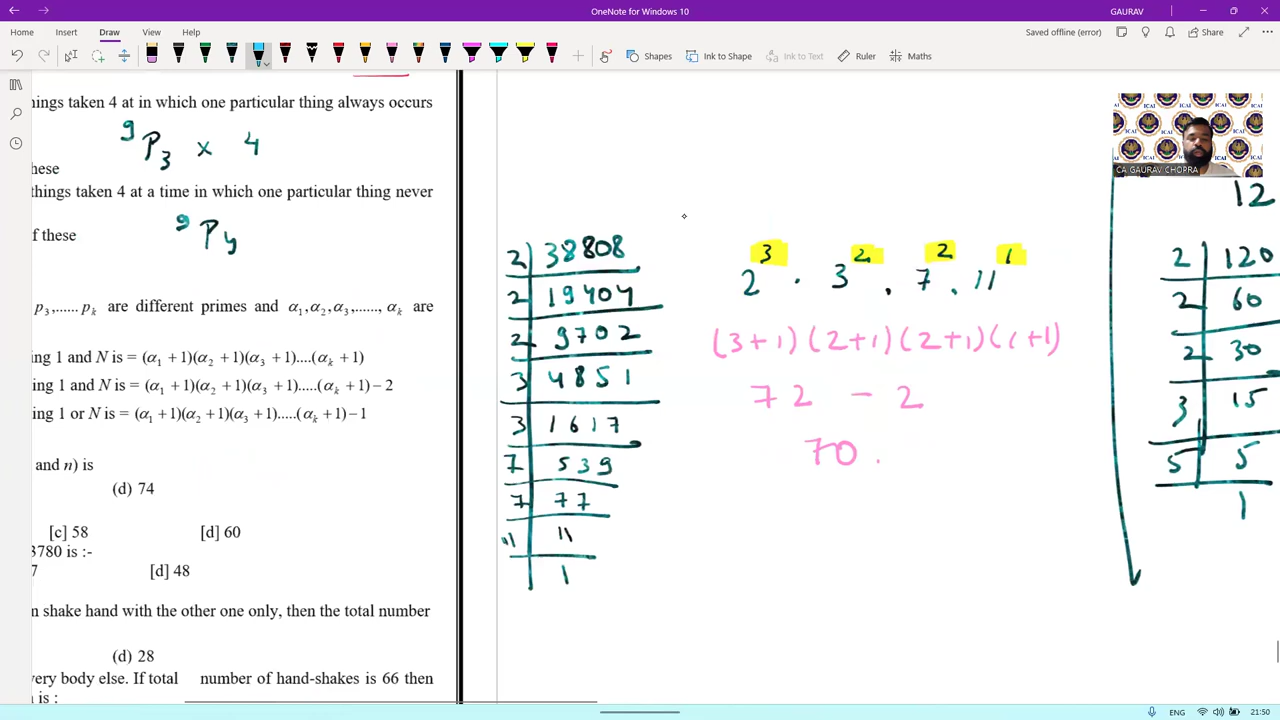 OneNote for Windows 10
GAURAV
Home Insert Draw View Help
Saved offline (error)
Share
Shapes Ink to Shape Ink to Text Ruler Maths
hings taken 4 at in which one particular thing always occurs
9P3 x 4
hese
things taken 4 at a time in which one particular thing never
9P4
f these
p3,...... pk are different primes and α1,α2,α3,......, αk are
ing 1 and N is = (α1 +1)(α2 +1)(α3 +1)....(αk +1)
ing 1 and N is = (α1 +1)(α2 +1)(α3 +1).....(αk +1) – 2
ing 1 or N is = (α1 +1)(α2 +1)(α3 +1).....(αk +1) –1
and n) is
(d) 74
[c] 58 [d] 60
3780 is :-
7 [d] 48
n shake hand with the other one only, then the total number
(d) 28
very body else. If total number of hand-shakes is 66 then
n is :
2 38808
2 19404
2 9702
3 4851
3 1617
7 539
7 77
11 11
1
2^3 . 3^2 . 7^2 . 11^1
(3+1) (2+1) (2+1) (1+1)
72 - 2
70 .
ICAI
CA GAURAV CHOPRA
12
2 120
2 60
2 30
3 15
5 5
1
ENG
21:50